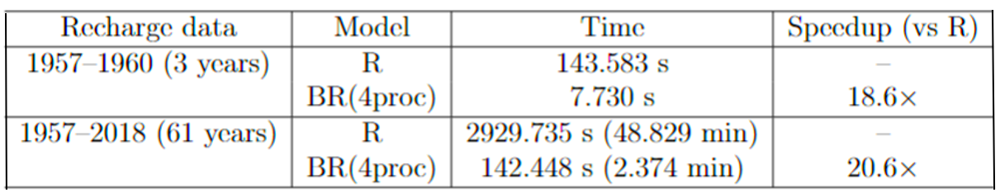 Recharge data Model Time Speedup (vs R)
1957–1960 (3 years) R 143.583 s –
BR(4proc) 7.730 s 18.6×
1957–2018 (61 years) R 2929.735 s (48.829 min) –
BR(4proc) 142.448 s (2.374 min) 20.6×